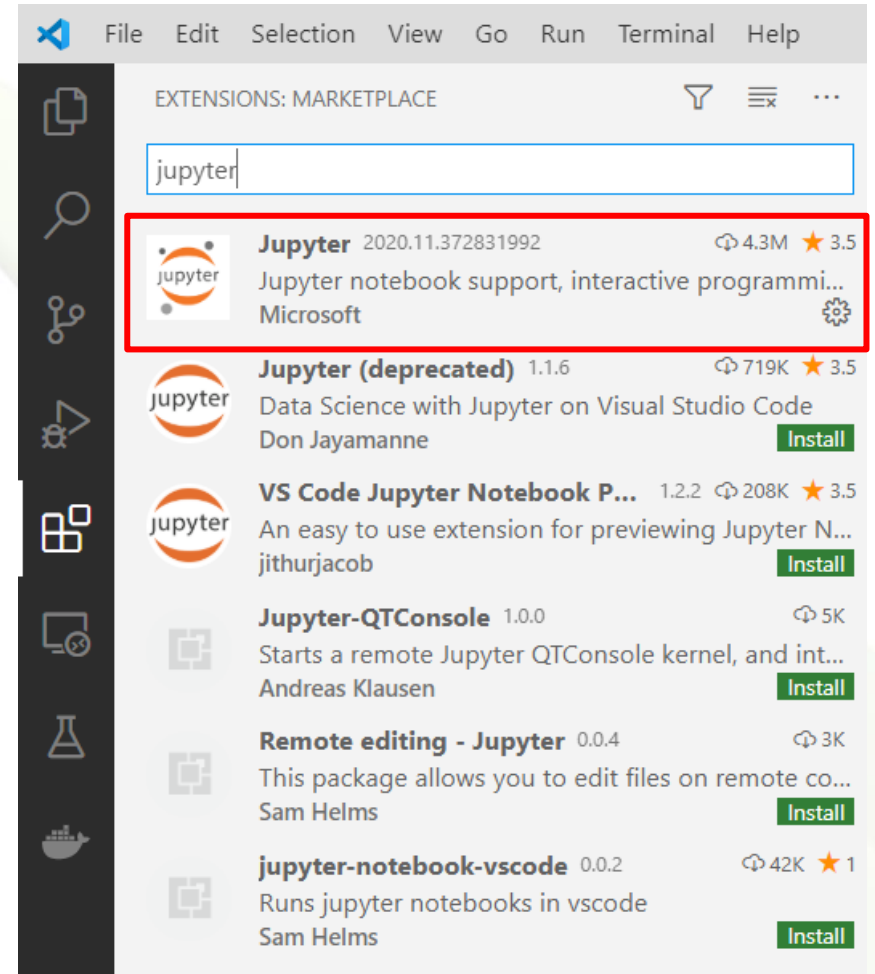 File Edit Selection View Go Run Terminal Help
EXTENSIONS: MARKETPLACE
jupyter
Jupyter 2020.11.372831992 4.3M 3.5
jupyter
Jupyter notebook support, interactive programmi...
Microsoft
Jupyter (deprecated) 1.1.6 719K 3.5
jupyter
Data Science with Jupyter on Visual Studio Code
Don Jayamanne Install
VS Code Jupyter Notebook P... 1.2.2 208K 3.5
jupyter
An easy to use extension for previewing Jupyter N...
jithurjacob Install
Jupyter-QTConsole 1.0.0 5K
Starts a remote Jupyter QTConsole kernel, and int...
Andreas Klausen Install
Remote editing - Jupyter 0.0.4 3K
This package allows you to edit files on remote co...
Sam Helms Install
jupyter-notebook-vscode 0.0.2 42K 1
Runs jupyter notebooks in vscode
Sam Helms Install